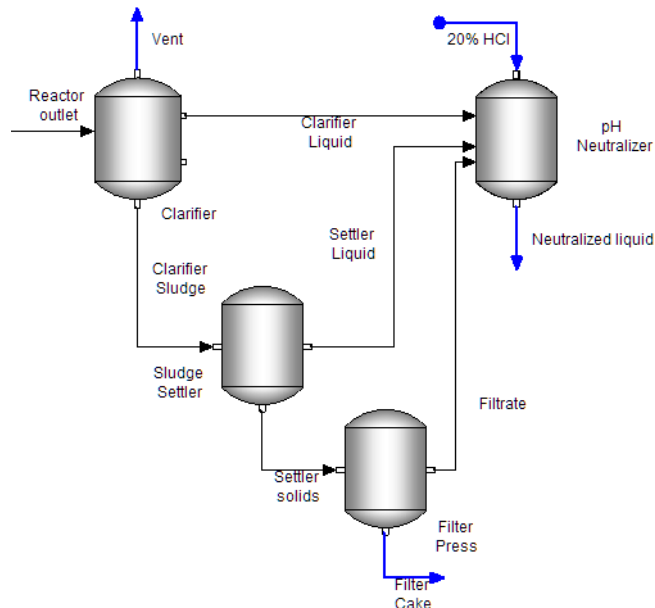 Vent
20% HCl
Reactor
outlet
Clarifier
Liquid
pH
Neutralizer
Clarifier
Settler
Liquid
Neutralized liquid
Clarifier
Sludge
Sludge
Settler
Filtrate
Settler
solids
Filter
Press
Filter
Cake